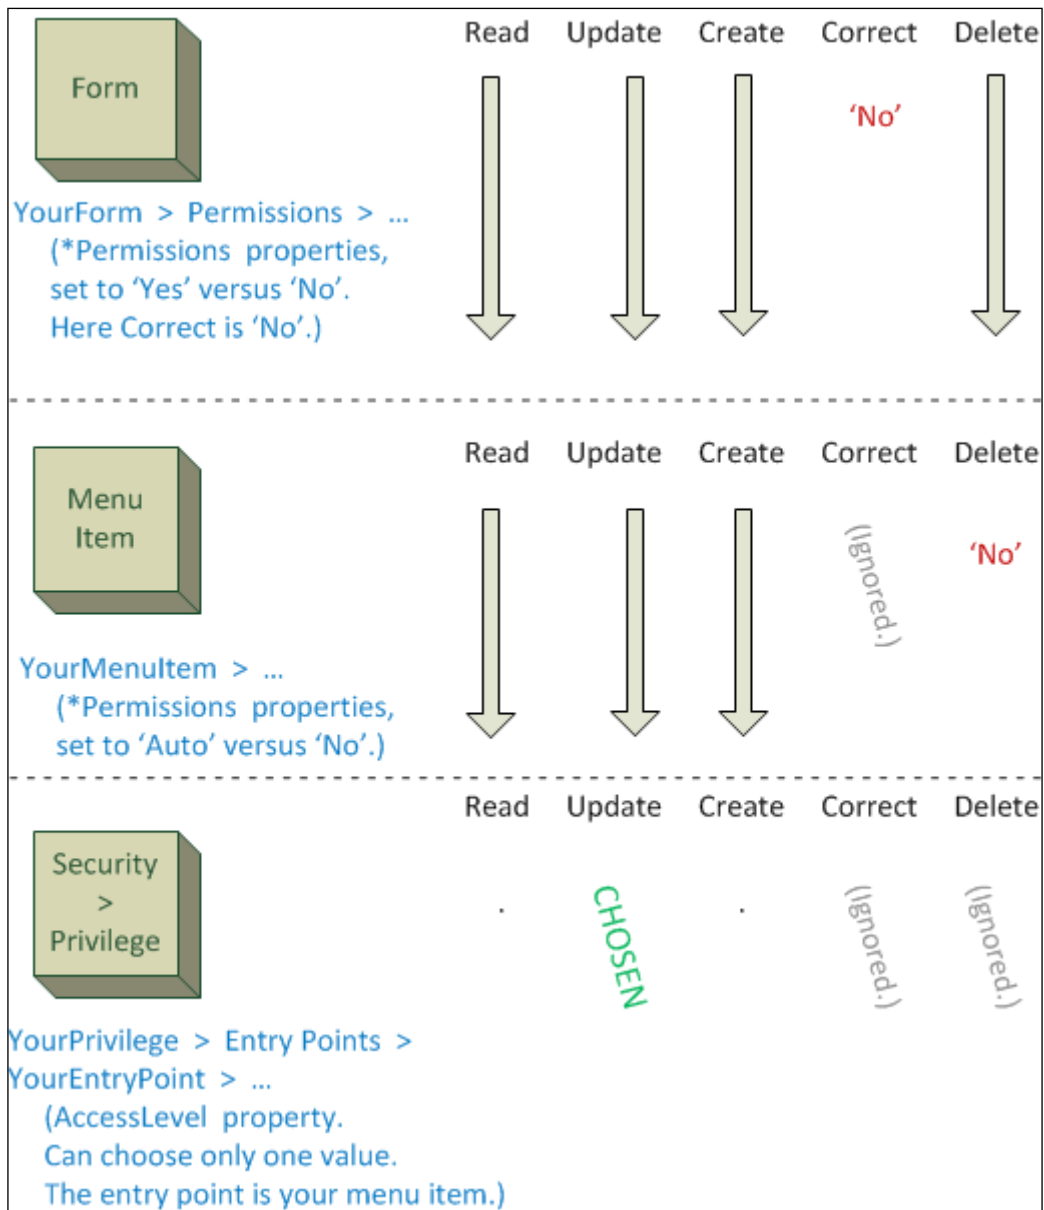 Read Update Create Correct Delete
Form
‘No’
YourForm > Permissions > ...
(*Permissions properties,
set to ‘Yes’ versus ‘No’.
Here Correct is ‘No’.)
Read Update Create Correct Delete
Menu
Item
(Ignored.)
‘No’
YourMenuItem > ...
(*Permissions properties,
set to ‘Auto’ versus ‘No’.)
Read Update Create Correct Delete
Security
>
Privilege
.
CHOSEN
.
(Ignored.)
(Ignored.)
YourPrivilege > Entry Points >
YourEntryPoint > ...
(AccessLevel property.
Can choose only one value.
The entry point is your menu item.)